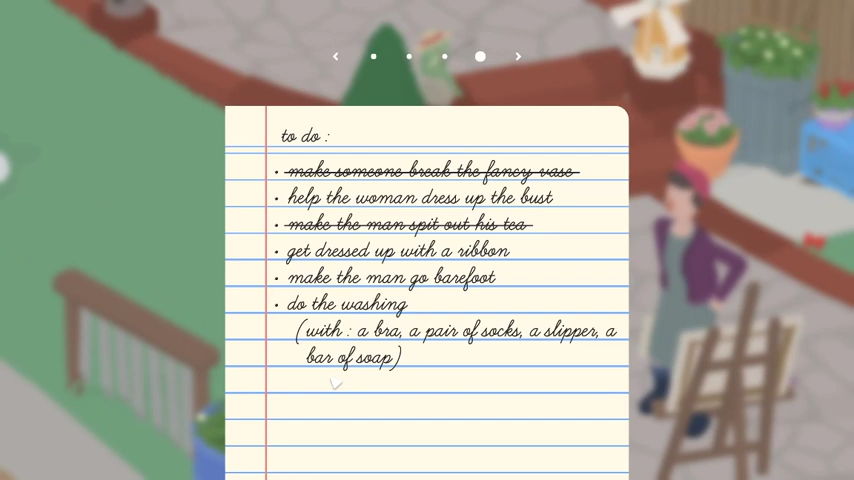 to do :
• make someone break the fancy vase
• help the woman dress up the bust
• make the man spit out his tea
• get dressed up with a ribbon
• make the man go barefoot
• do the washing
(with : a bra, a pair of socks, a slipper, a
bar of soap)